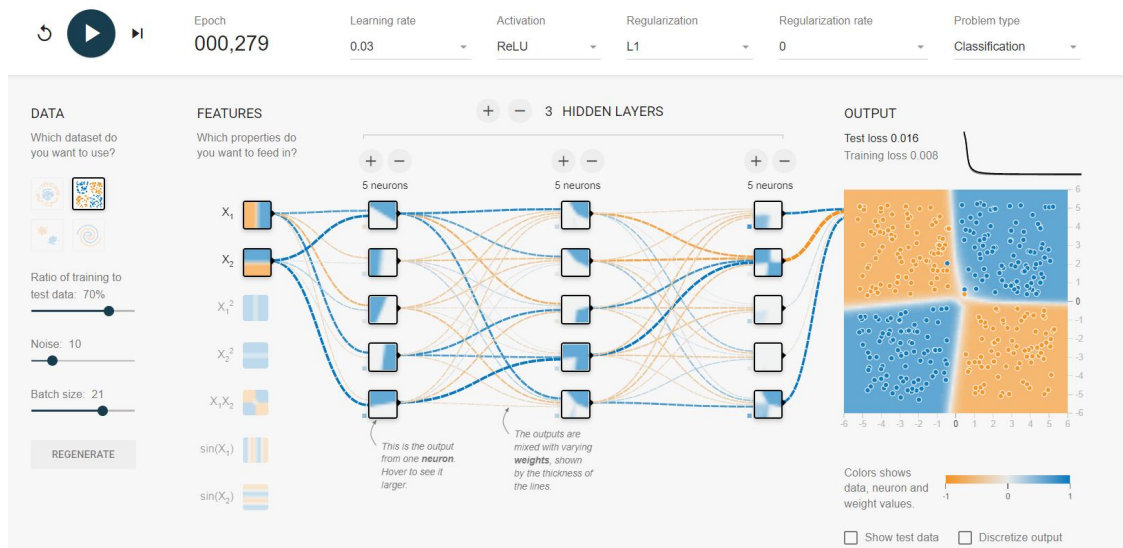 Epoch
000,279
Learning rate
0.03
Activation
ReLU
Regularization
L1
Regularization rate
0
Problem type
Classification
DATA
Which dataset do
you want to use?
Ratio of training to
test data: 70%
Noise: 10
Batch size: 21
REGENERATE
FEATURES
Which properties do
you want to feed in?
X₁
X₂
X₁²
X₂²
X₁X₂
sin(X₁)
sin(X₂)
+ − 3 HIDDEN LAYERS
+ −
5 neurons
+ −
5 neurons
+ −
5 neurons
This is the output
from one neuron.
Hover to see it
larger.
The outputs are
mixed with varying
weights, shown
by the thickness of
the lines.
OUTPUT
Test loss 0.016
Training loss 0.008
6
5
4
3
2
1
0
-1
-2
-3
-4
-5
-6
-6 -5 -4 -3 -2 -1 0 1 2 3 4 5 6
Colors shows
data, neuron and
weight values.
-1 0 1
Show test data
Discretize output